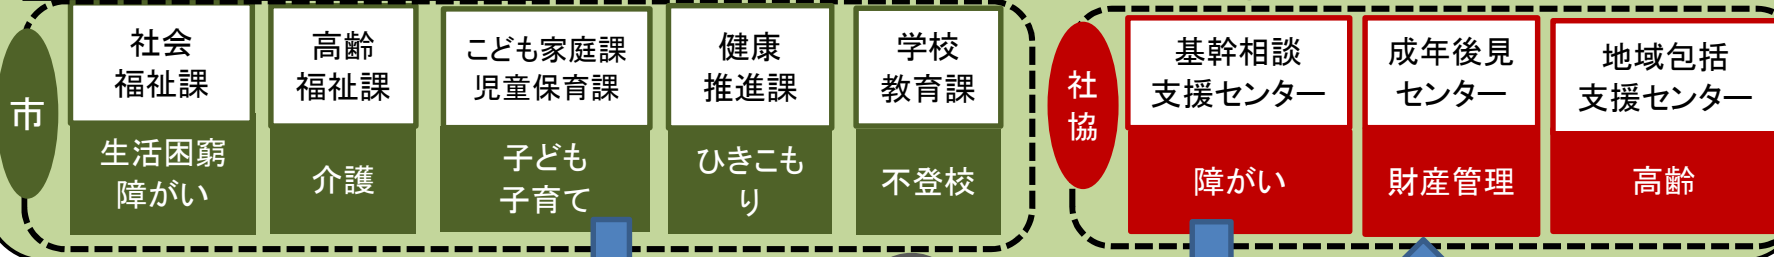 市
社会
福祉課
生活困窮
障がい
高齢
福祉課
介護
こども家庭課
児童保育課
子ども
子育て
健康
推進課
ひきこも
り
学校
教育課
不登校
社
協
基幹相談
支援センター
障がい
成年後見
センター
財産管理
地域包括
支援センター
高齢